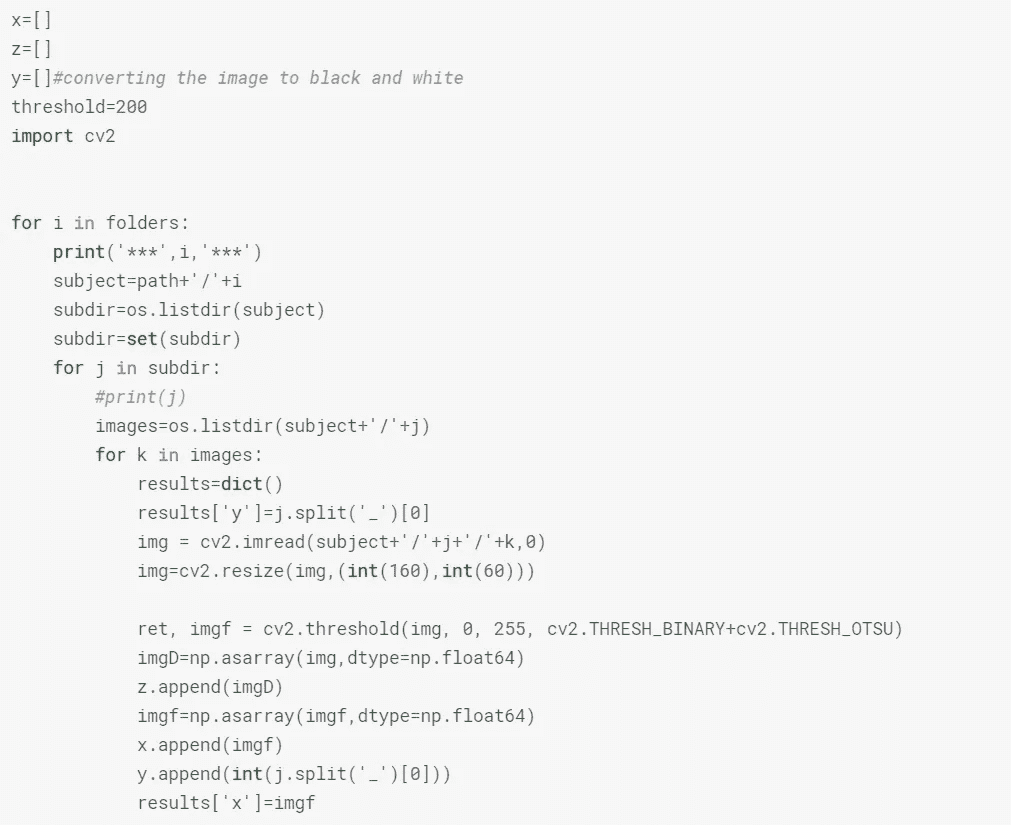 x=[]
z=[]
y=[]#converting the image to black and white
threshold=200
import cv2
for i in folders:
    print('***',i,'***')
    subject=path+'/'+i
    subdir=os.listdir(subject)
    subdir=set(subdir)
    for j in subdir:
        #print(j)
        images=os.listdir(subject+'/'+j)
        for k in images:
            results=dict()
            results['y']=j.split('_')[0]
            img = cv2.imread(subject+'/'+j+'/'+k,0)
            img=cv2.resize(img,(int(160),int(60)))
            ret, imgf = cv2.threshold(img, 0, 255, cv2.THRESH_BINARY+cv2.THRESH_OTSU)
            imgD=np.asarray(img,dtype=np.float64)
            z.append(imgD)
            imgf=np.asarray(imgf,dtype=np.float64)
            x.append(imgf)
            y.append(int(j.split('_')[0]))
            results['x']=imgf